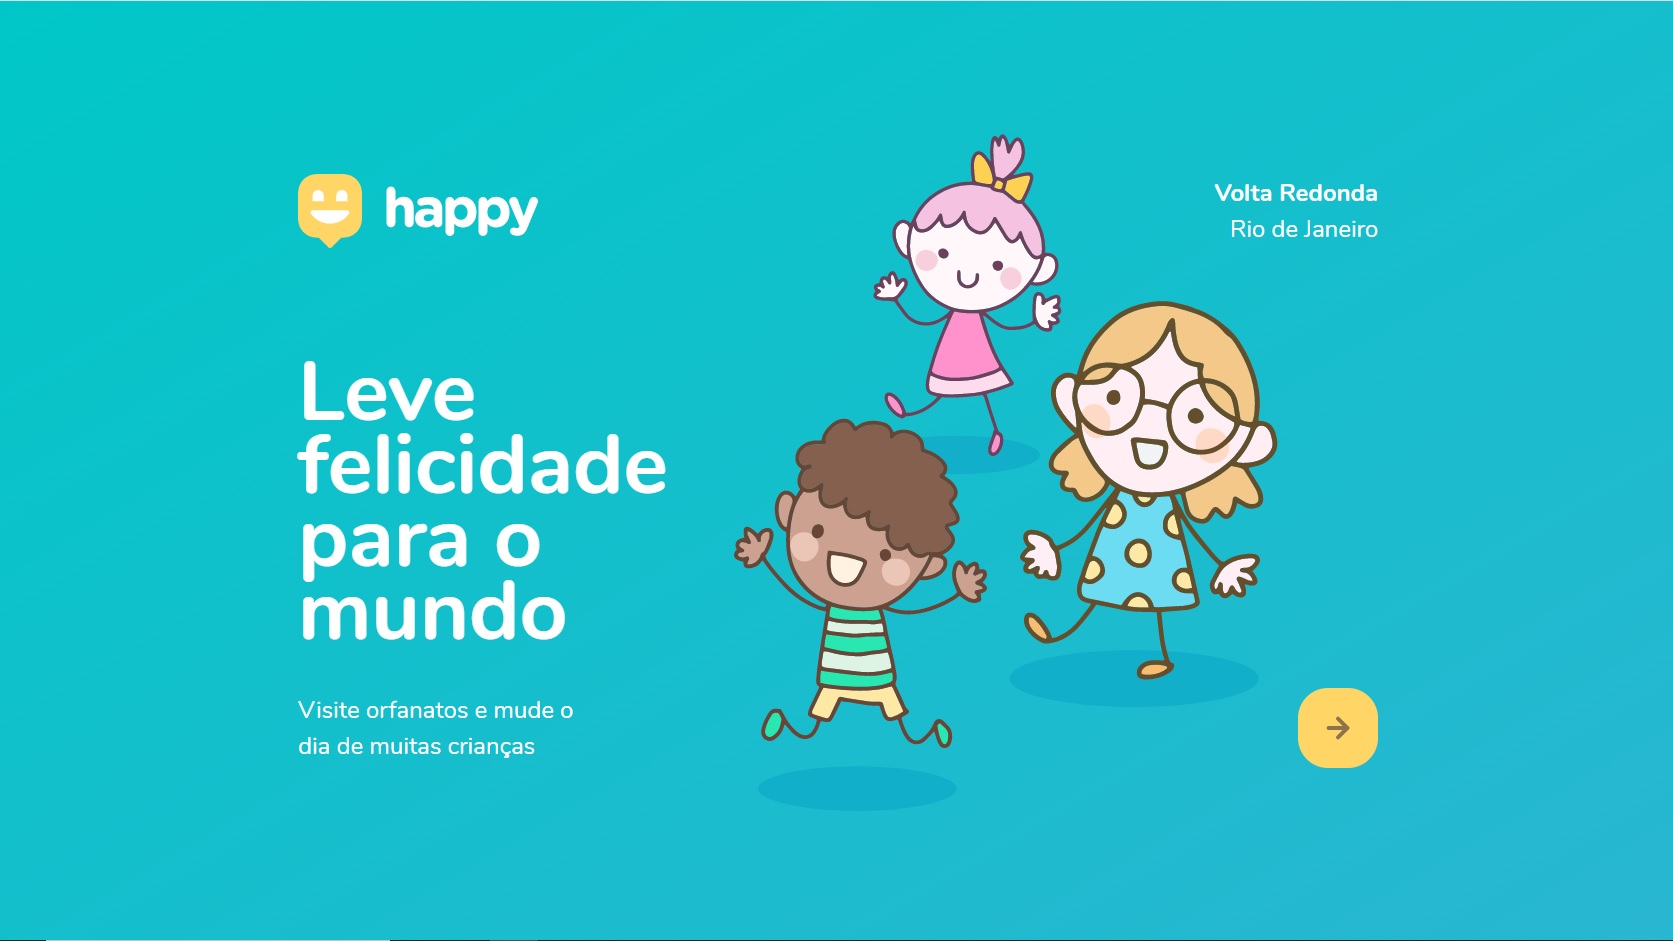 happy
Volta Redonda
Rio de Janeiro
Leve
felicidade
para o
mundo
Visite orfanatos e mude o
dia de muitas crianças